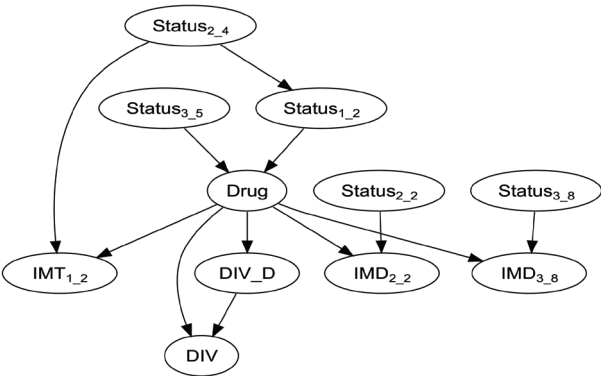 Status2_4
Status3_5
Status1_2
Drug
Status2_2
Status3_8
IMT1_2
DIV_D
IMD2_2
IMD3_8
DIV